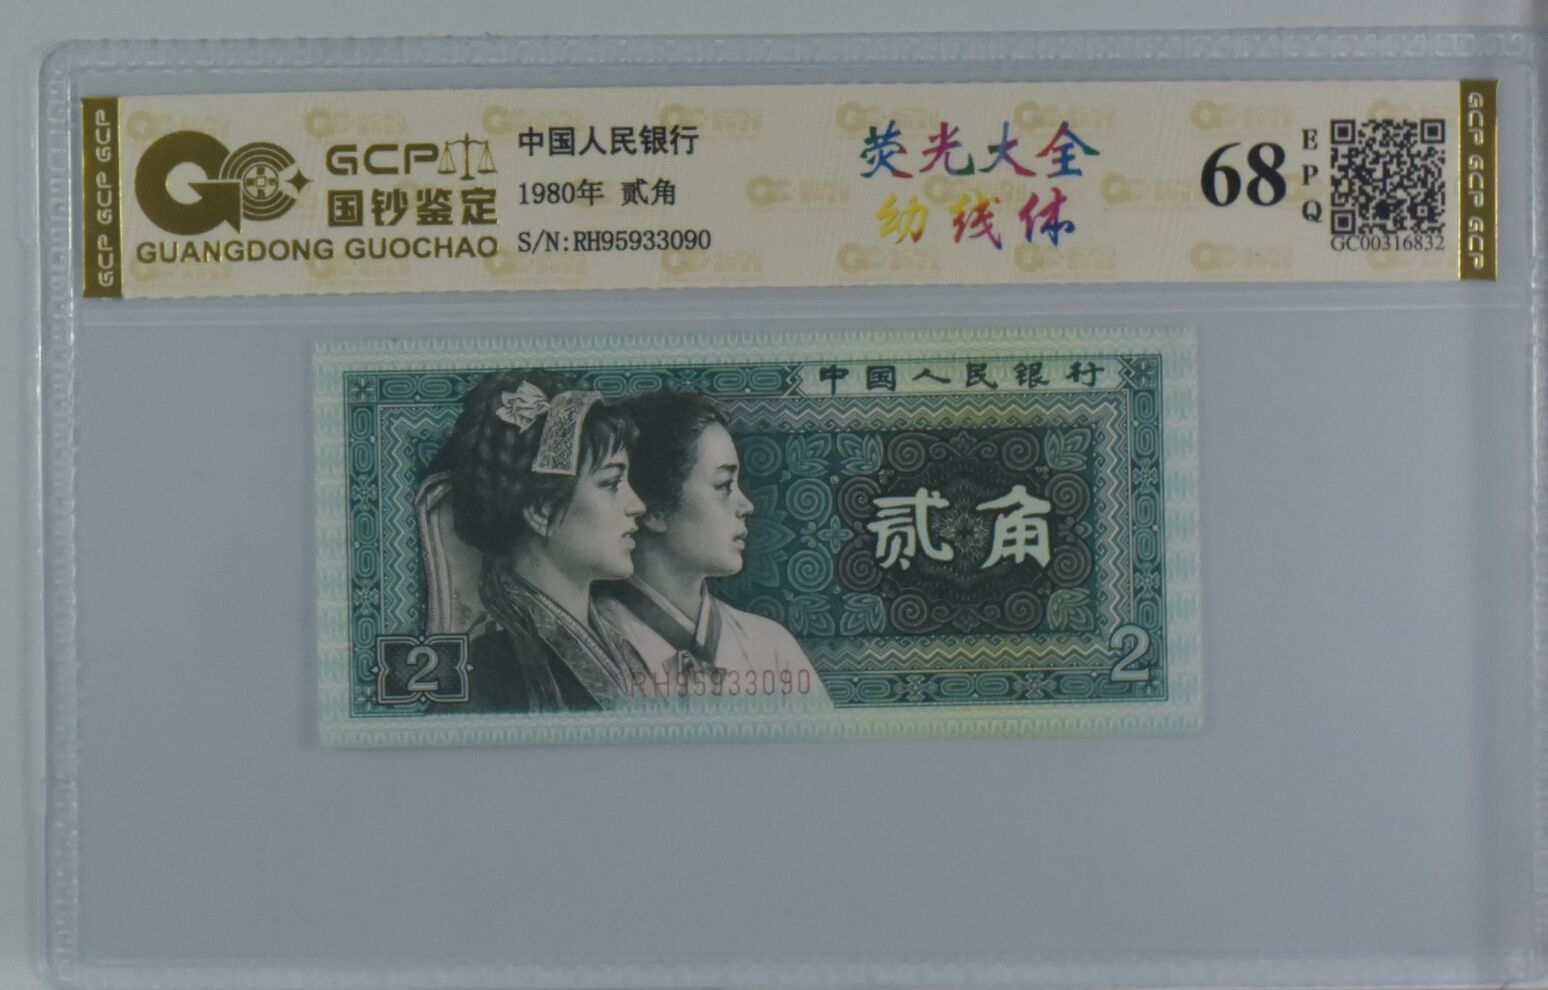 GCP GCP GCP
GCP
国钞鉴定
GUANGDONG GUOCHAO
中国人民银行
1980年 贰角
S/N:RH95933090
荧光大全
幼线体
68
EPQ
GC00316832
GCP GCP GCP
中国人民银行
贰角
2
2
RH95933090